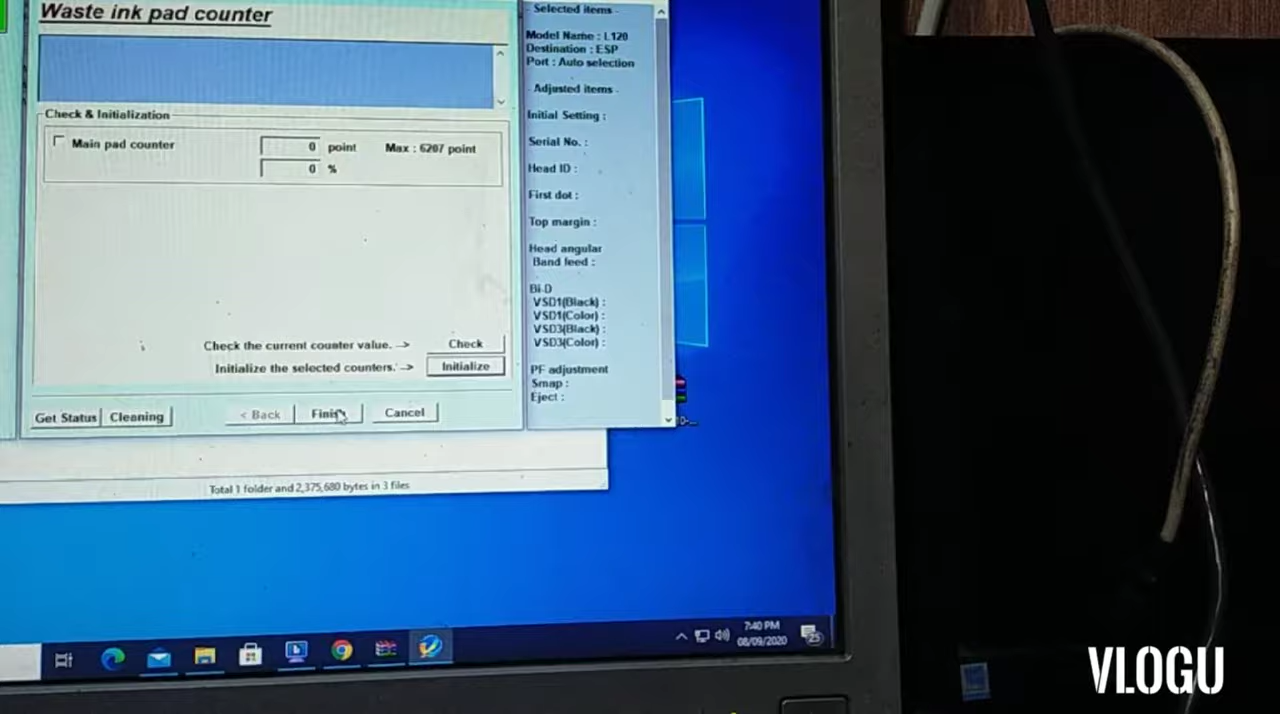 Waste ink pad counter
Check & Initialization
Main pad counter
0 point
Max : 6207 point
0 %
Check the current counter value. -->
Check
Initialize the selected counters. -->
Initialize
Get Status
Cleaning
< Back
Finish
Cancel
- Selected items -
Model Name : L120
Destination : ESP
Port : Auto selection
- Adjusted items -
Initial Setting :
Serial No. :
Head ID :
First dot :
Top margin :
Head angular
Band feed :
Bi-D
VSD1(Black) :
VSD1(Color) :
VSD3(Black) :
VSD3(Color) :
PF adjustment
Smap :
Eject :
Total 1 folder and 2,375,680 bytes in 3 files
7:40 PM
08/09/2020
25
VLOGU